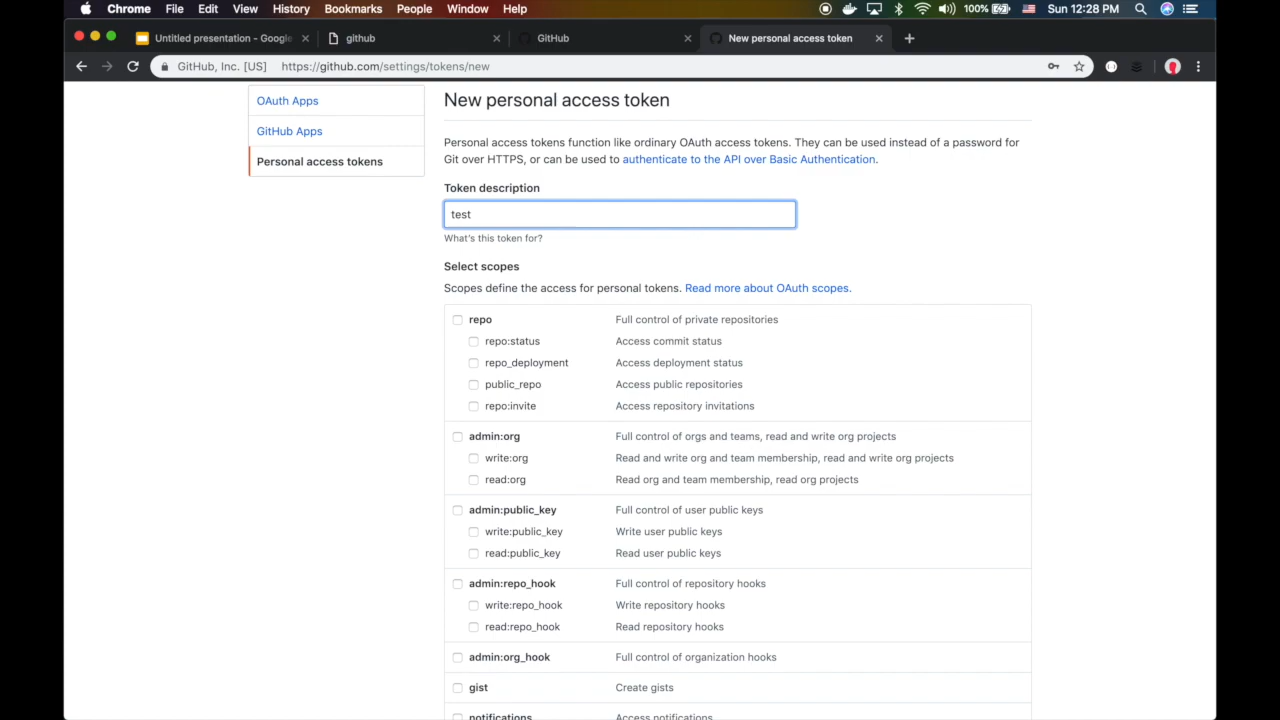 Chrome File Edit View History Bookmarks People Window Help 100% Sun 12:28 PM
Untitled presentation - Google github GitHub New personal access token
GitHub, Inc. [US] https://github.com/settings/tokens/new
OAuth Apps
GitHub Apps
Personal access tokens
New personal access token
Personal access tokens function like ordinary OAuth access tokens. They can be used instead of a password for
Git over HTTPS, or can be used to authenticate to the API over Basic Authentication.
Token description
test
What's this token for?
Select scopes
Scopes define the access for personal tokens. Read more about OAuth scopes.
repo Full control of private repositories
repo:status Access commit status
repo_deployment Access deployment status
public_repo Access public repositories
repo:invite Access repository invitations
admin:org Full control of orgs and teams, read and write org projects
write:org Read and write org and team membership, read and write org projects
read:org Read org and team membership, read org projects
admin:public_key Full control of user public keys
write:public_key Write user public keys
read:public_key Read user public keys
admin:repo_hook Full control of repository hooks
write:repo_hook Write repository hooks
read:repo_hook Read repository hooks
admin:org_hook Full control of organization hooks
gist Create gists
notifications Access notifications